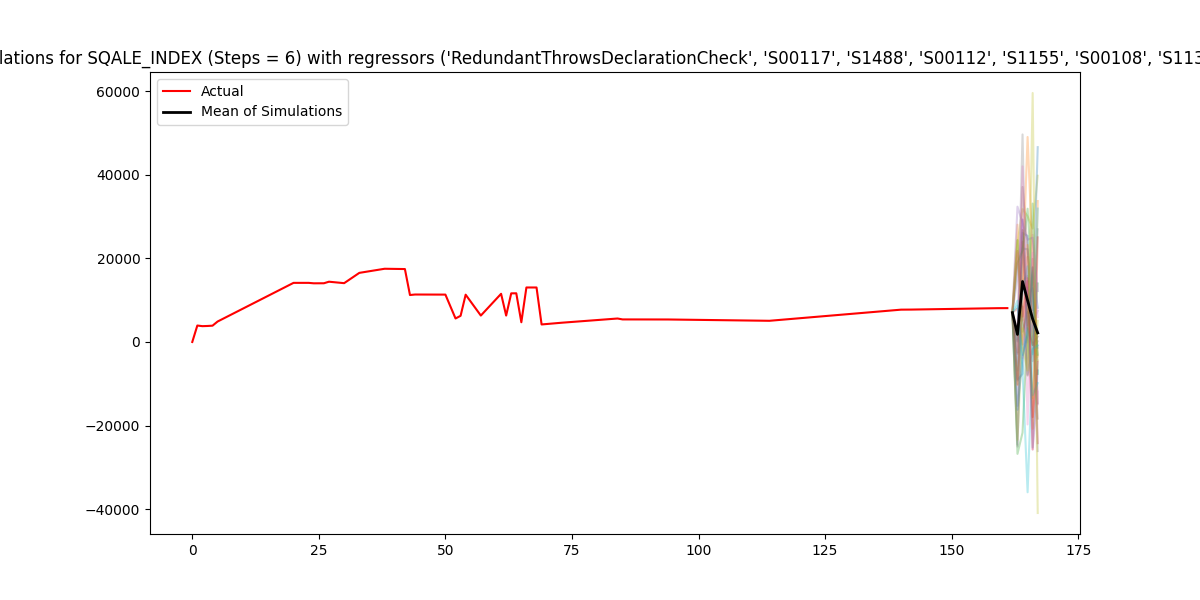 lations for SQALE_INDEX (Steps = 6) with regressors ('RedundantThrowsDeclarationCheck', 'S00117', 'S1488', 'S00112', 'S1155', 'S00108', 'S113
Actual
Mean of Simulations
60000
40000
20000
0
−20000
−40000
0 25 50 75 100 125 150 175